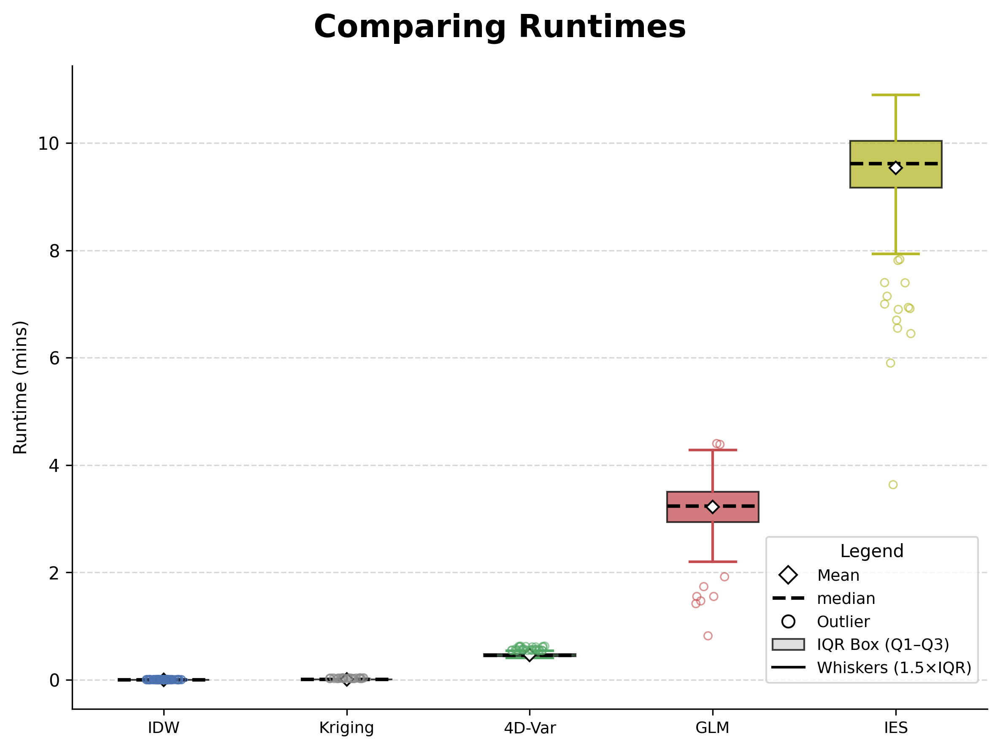 Comparing Runtimes
Runtime (mins)
10
8
6
4
2
0
IDW
Kriging
4D-Var
GLM
IES
Legend
Mean
median
Outlier
IQR Box (Q1–Q3)
Whiskers (1.5×IQR)